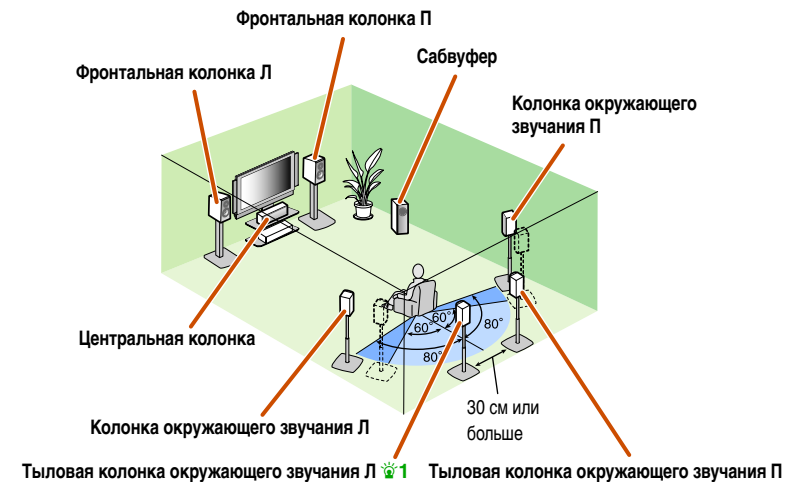 Фронтальная колонка П
Сабвуфер
Фронтальная колонка Л
Колонка окружающего
звучания П
60°
60°
80°
80°
Центральная колонка
30 см или
больше
Колонка окружающего звучания Л
Тыловая колонка окружающего звучания Л 1
Тыловая колонка окружающего звучания П